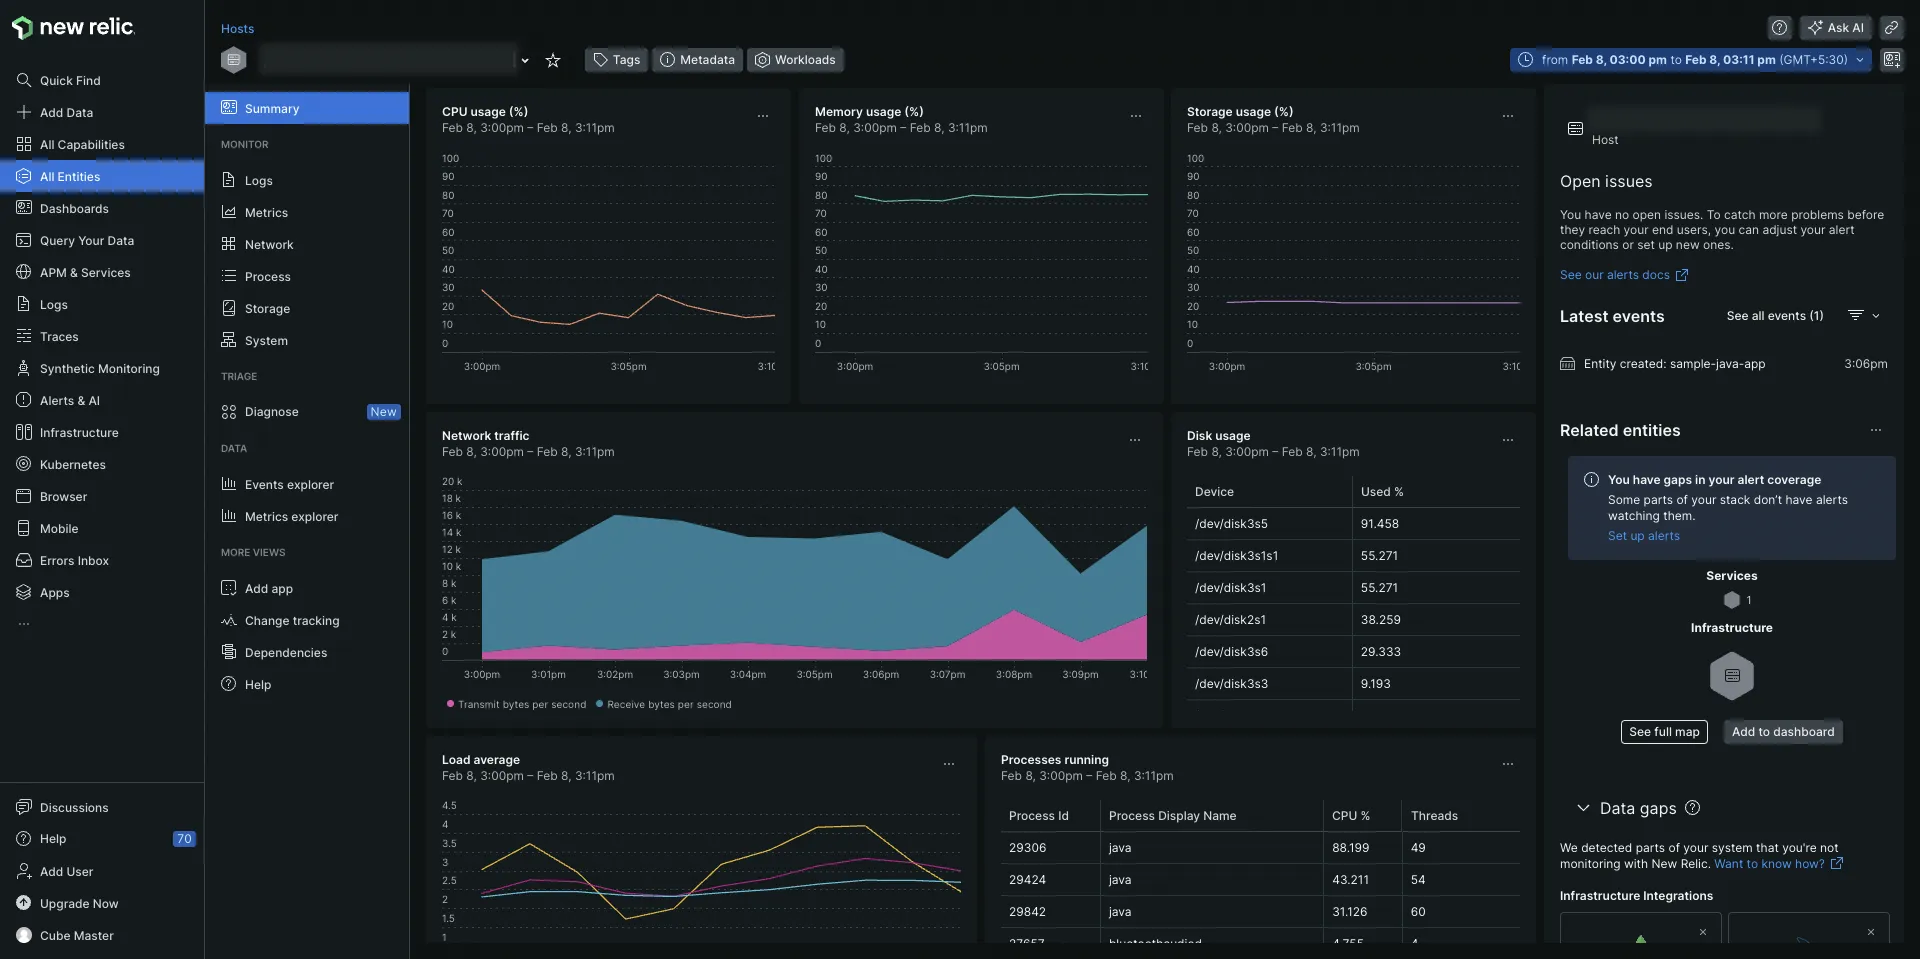 new relic.
Quick Find
Add Data
All Capabilities
All Entities
Dashboards
Query Your Data
APM & Services
Logs
Traces
Synthetic Monitoring
Alerts & AI
Infrastructure
Kubernetes
Browser
Mobile
Errors Inbox
Apps
...
Discussions
Help 70
Add User
Upgrade Now
Cube Master
Hosts
Tags Metadata Workloads
Ask AI
from Feb 8, 03:00 pm to Feb 8, 03:11 pm (GMT+5:30)
Summary
MONITOR
Logs
Metrics
Network
Process
Storage
System
TRIAGE
Diagnose New
DATA
Events explorer
Metrics explorer
MORE VIEWS
Add app
Change tracking
Dependencies
Help
CPU usage (%)
Feb 8, 3:00pm – Feb 8, 3:11pm
100
90
80
70
60
50
40
30
20
10
0
3:00pm 3:05pm 3:10
Memory usage (%)
Feb 8, 3:00pm – Feb 8, 3:11pm
100
90
80
70
60
50
40
30
20
10
0
3:00pm 3:05pm 3:10
Storage usage (%)
Feb 8, 3:00pm – Feb 8, 3:11pm
100
90
80
70
60
50
40
30
20
10
0
3:00pm 3:05pm 3:10
Network traffic
Feb 8, 3:00pm – Feb 8, 3:11pm
20 k
18 k
16 k
14 k
12 k
10 k
8 k
6 k
4 k
2 k
0
3:00pm 3:01pm 3:02pm 3:03pm 3:04pm 3:05pm 3:06pm 3:07pm 3:08pm 3:09pm 3:10
Transmit bytes per second Receive bytes per second
Disk usage
Feb 8, 3:00pm – Feb 8, 3:11pm
Device Used %
/dev/disk3s5 91.458
/dev/disk3s1s1 55.271
/dev/disk3s1 55.271
/dev/disk2s1 38.259
/dev/disk3s6 29.333
/dev/disk3s3 9.193
Load average
Feb 8, 3:00pm – Feb 8, 3:11pm
4.5
4
3.5
3
2.5
2
1.5
1
Processes running
Feb 8, 3:00pm – Feb 8, 3:11pm
Process Id Process Display Name CPU % Threads
29306 java 88.199 49
29424 java 43.211 54
29842 java 31.126 60
Host
Open issues
You have no open issues. To catch more problems before
they reach your end users, you can adjust your alert
conditions or set up new ones.
See our alerts docs
Latest events See all events (1)
Entity created: sample-java-app 3:06pm
Related entities
You have gaps in your alert coverage
Some parts of your stack don’t have alerts
watching them.
Set up alerts
Services
1
Infrastructure
See full map Add to dashboard
Data gaps
We detected parts of your system that you're not
monitoring with New Relic. Want to know how?
Infrastructure Integrations